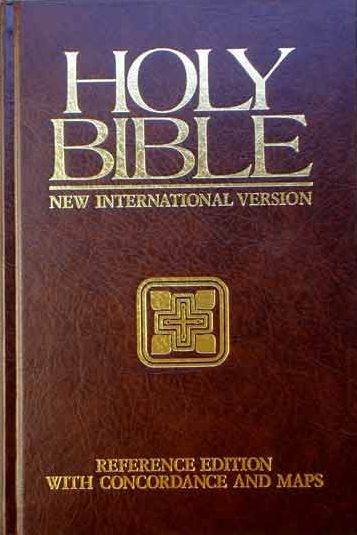 HOLY
BIBLE
NEW INTERNATIONAL VERSION
REFERENCE EDITION
WITH CONCORDANCE AND MAPS